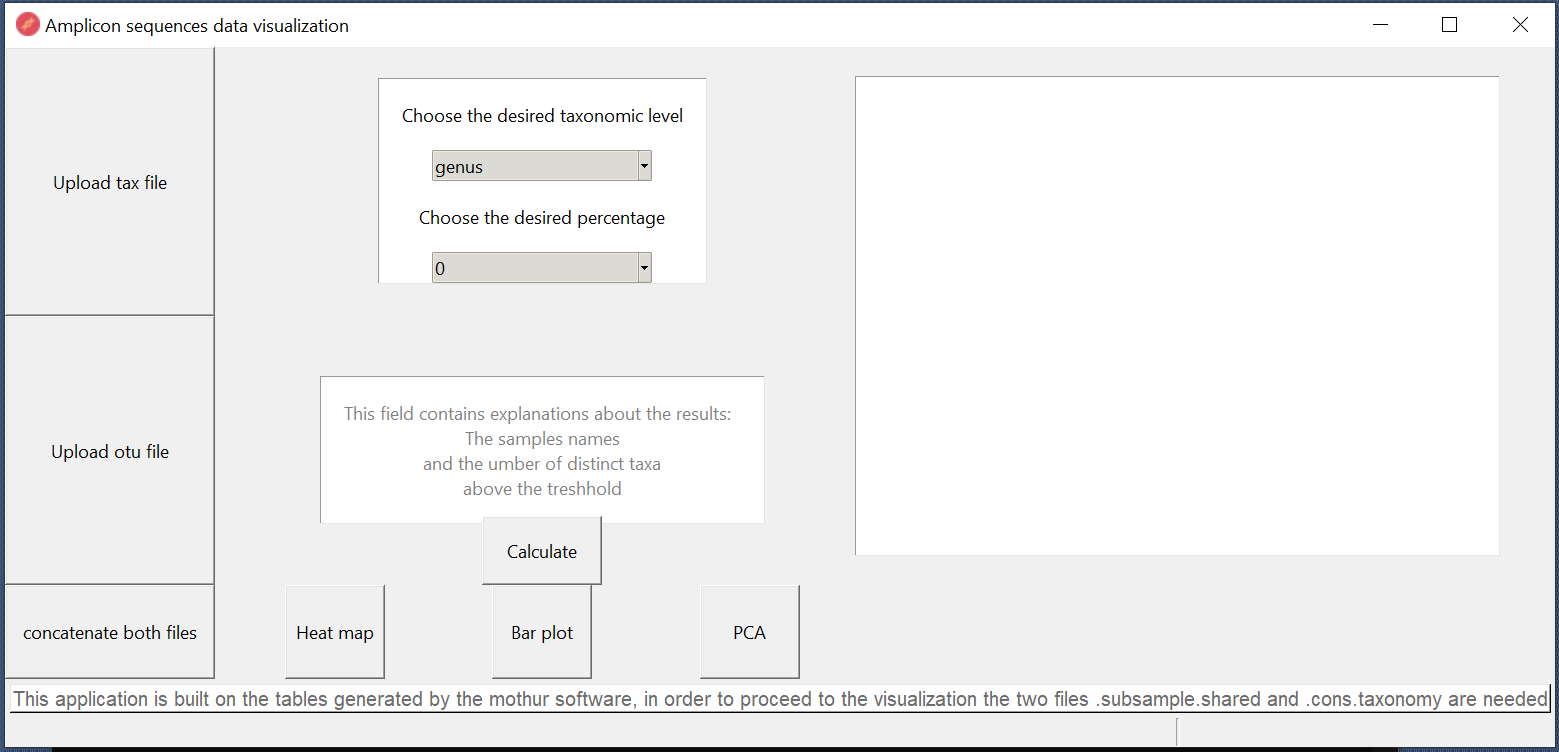 Amplicon sequences data visualization
Upload tax file
Choose the desired taxonomic level
genus
Choose the desired percentage
0
Upload otu file
This field contains explanations about the results:
The samples names
and the umber of distinct taxa
above the treshhold
Calculate
concatenate both files
Heat map
Bar plot
PCA
This application is built on the tables generated by the mothur software, in order to proceed to the visualization the two files .subsample.shared and .cons.taxonomy are needed